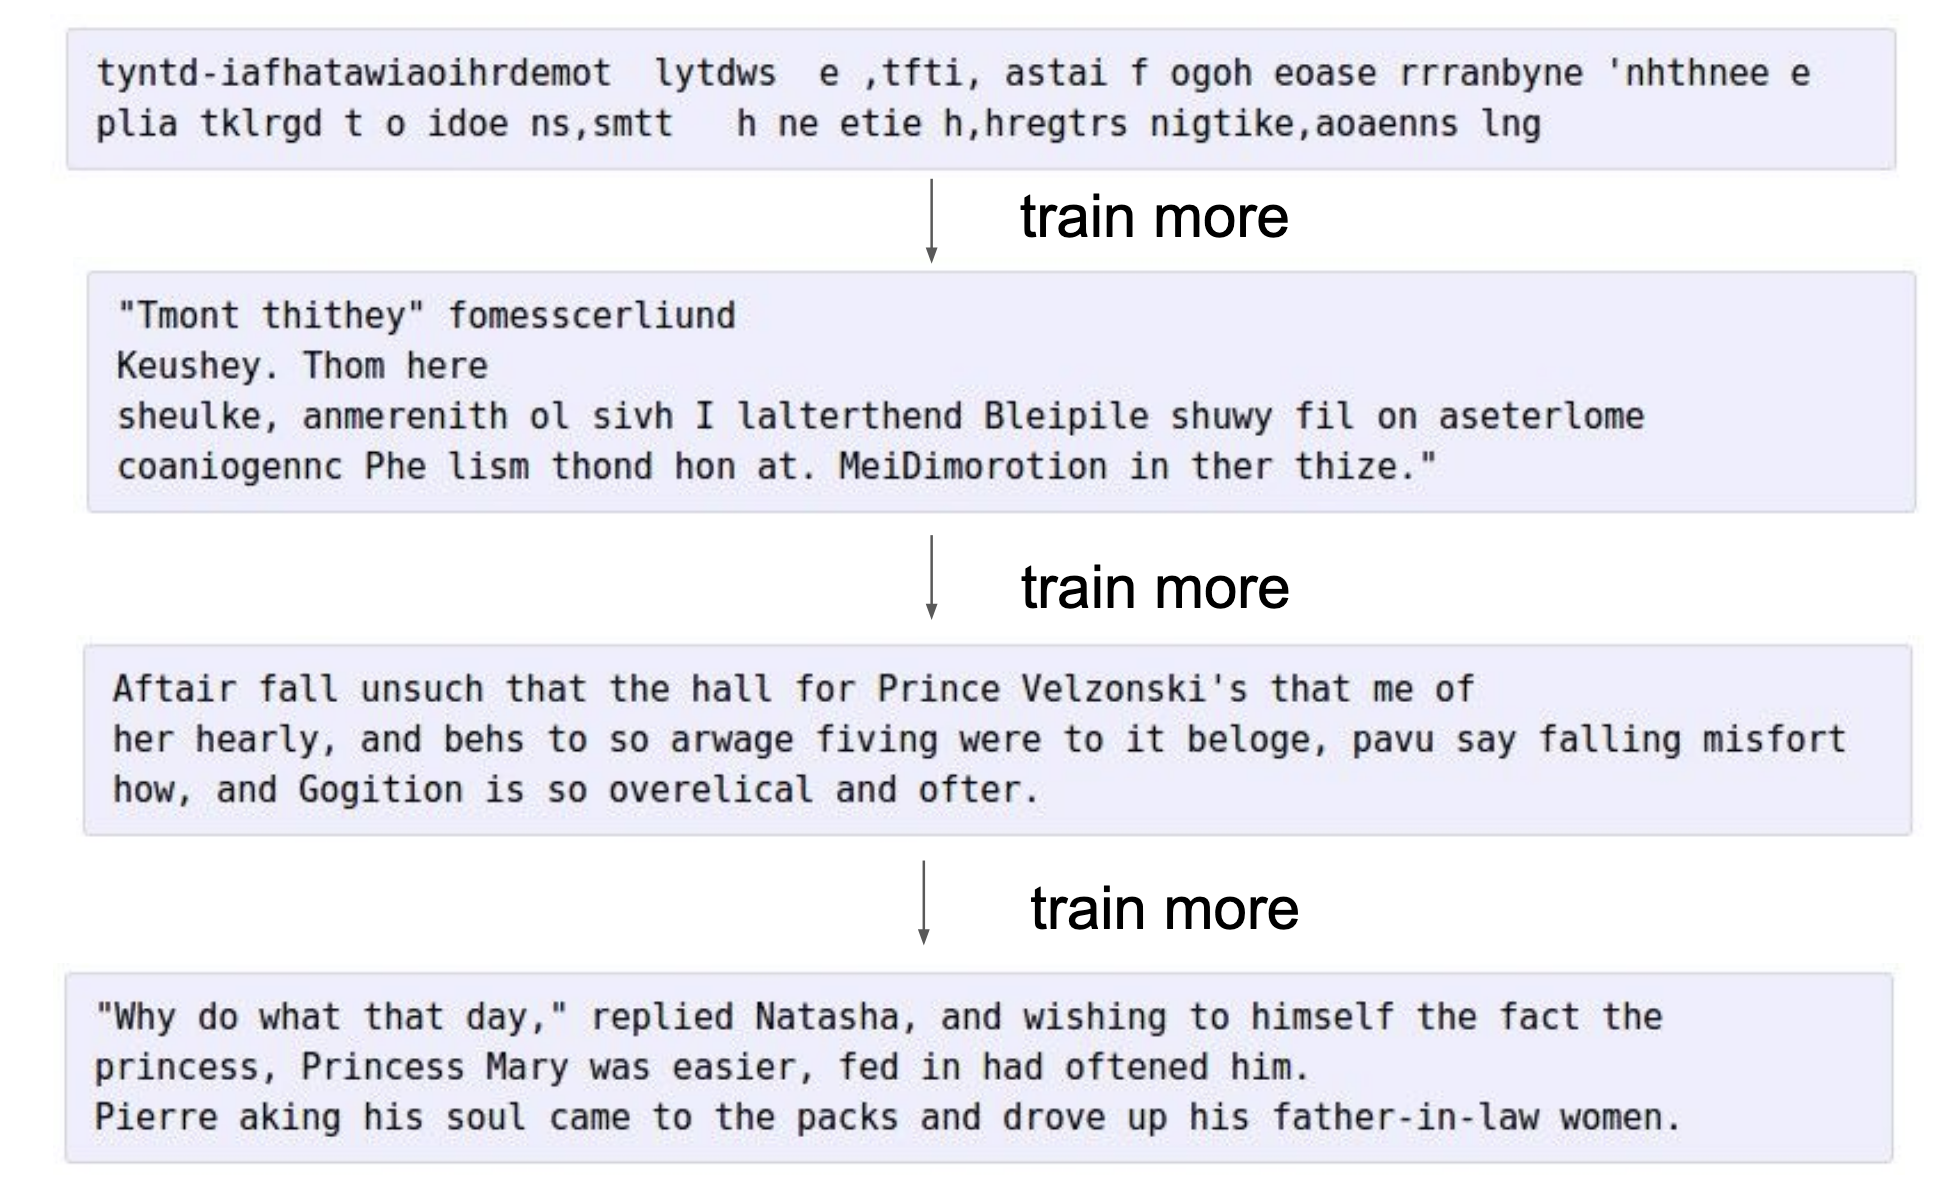 tyntd-iafhatawiaoihrdemot  lytdws  e ,tfti, astai f ogoh eoase rrranbyne 'nhthnee e
plia tklrgd t o idoe ns,smtt   h ne etie h,hregtrs nigtike,aoaenns lng
train more
"Tmont thithey" fomesscerliund
Keushey. Thom here
sheulke, anmerenith ol sivh I lalterthend Bleipile shuwy fil on aseterlome
coaniogennc Phe lism thond hon at. MeiDimorotion in ther thize."
train more
Aftair fall unsuch that the hall for Prince Velzonski's that me of
her hearly, and behs to so arwage fiving were to it beloge, pavu say falling misfort
how, and Gogition is so overelical and ofter.
train more
"Why do what that day," replied Natasha, and wishing to himself the fact the
princess, Princess Mary was easier, fed in had oftened him.
Pierre aking his soul came to the packs and drove up his father-in-law women.